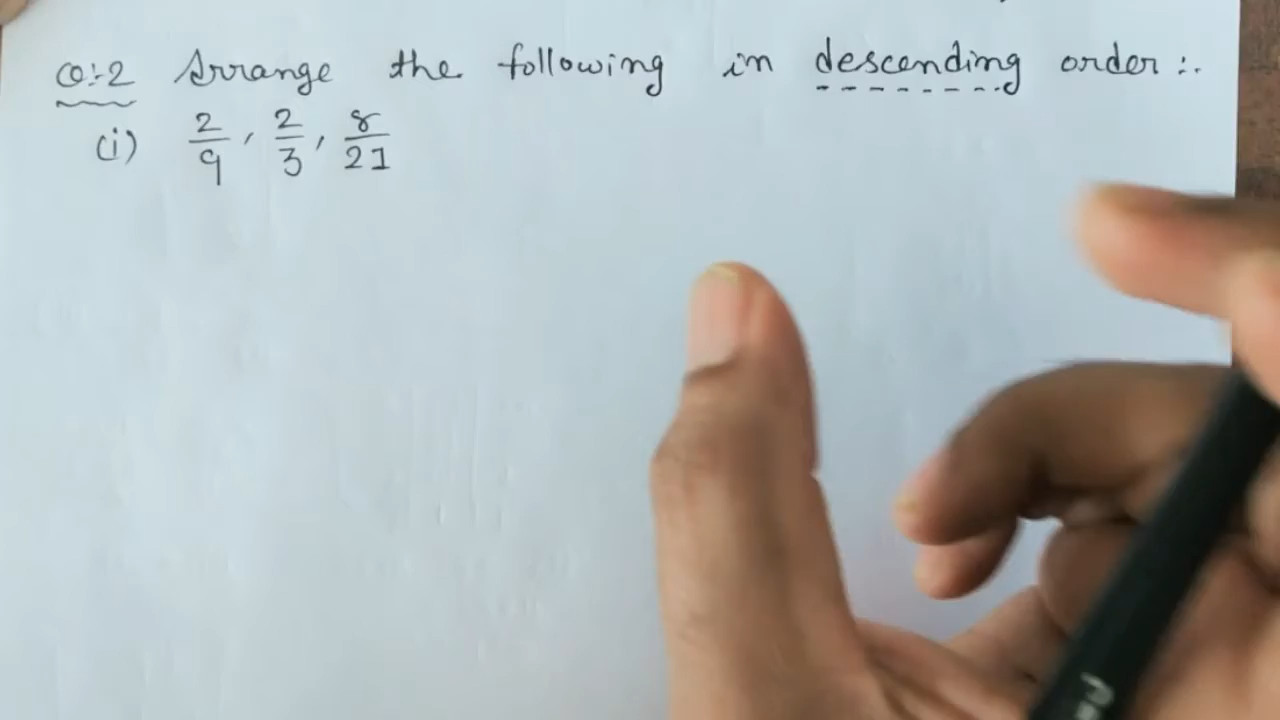 Q:-2 Arrange the following in descending order :-
(i) 2/9, 2/3, 8/21